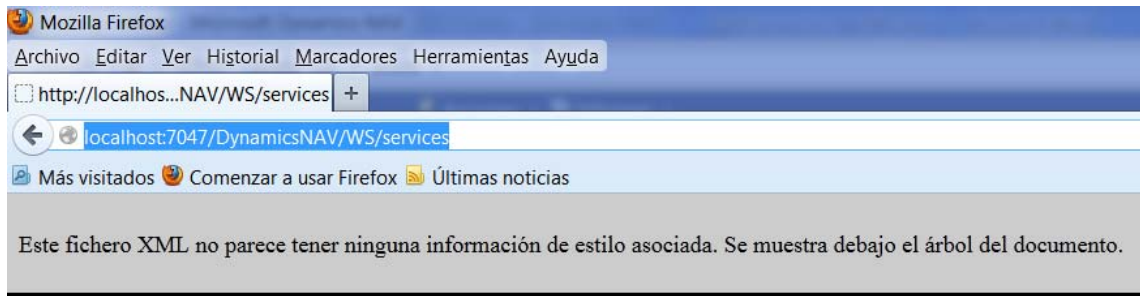 Mozilla Firefox
Archivo Editar Ver Historial Marcadores Herramientas Ayuda
http://localhos...NAV/WS/services +
localhost:7047/DynamicsNAV/WS/services
Más visitados Comenzar a usar Firefox Últimas noticias
Este fichero XML no parece tener ninguna información de estilo asociada. Se muestra debajo el árbol del documento.